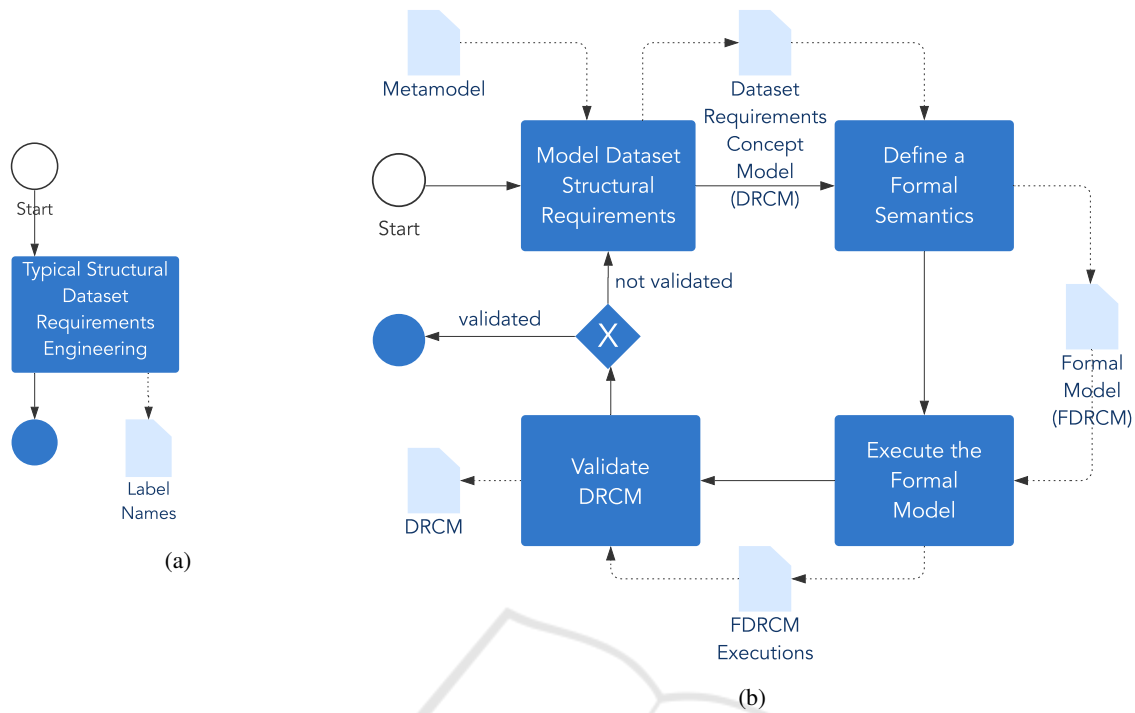 Start
Typical Structural
Dataset
Requirements
Engineering
Label
Names
(a)
Metamodel
Dataset
Requirements
Concept
Model
(DRCM)
Start
Model Dataset
Structural
Requirements
Define a
Formal
Semantics
not validated
validated
X
Formal
Model
(FDRCM)
Validate
DRCM
Execute the
Formal
Model
DRCM
FDRCM
Executions
(b)